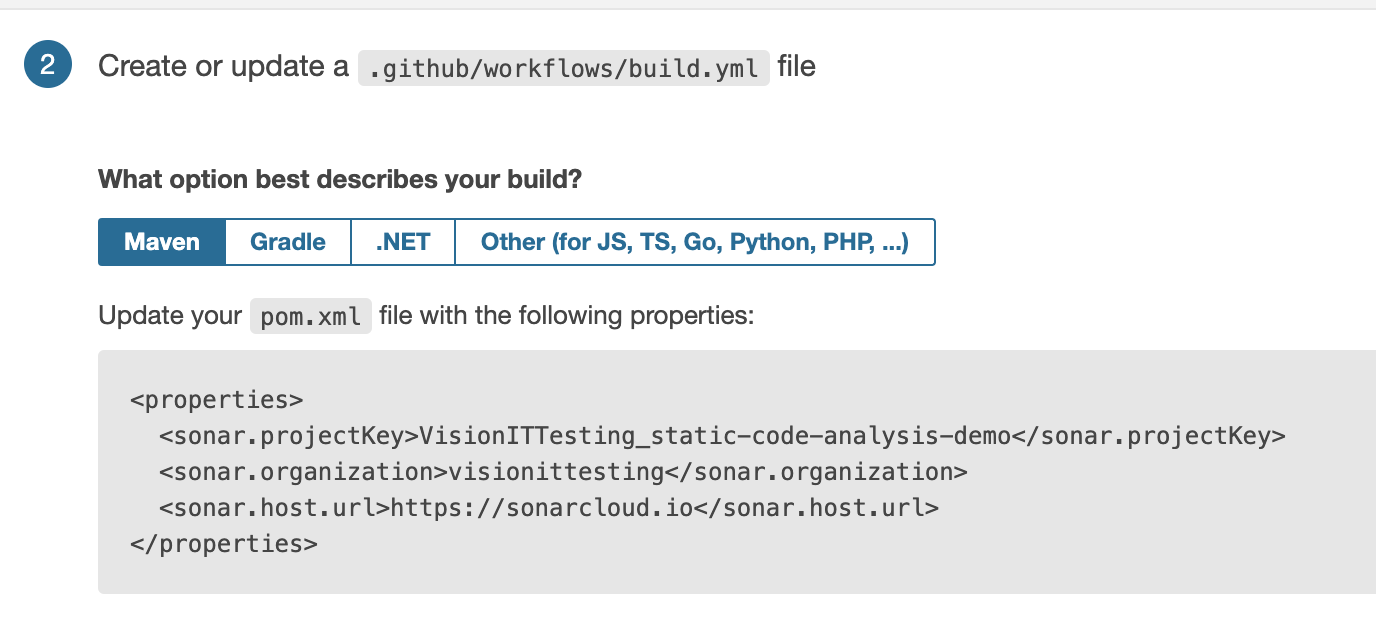 2 Create or update a .github/workflows/build.yml file
What option best describes your build?
Maven Gradle .NET Other (for JS, TS, Go, Python, PHP, ...)
Update your pom.xml file with the following properties:
<properties>
  <sonar.projectKey>VisionITTesting_static-code-analysis-demo</sonar.projectKey>
  <sonar.organization>visionittesting</sonar.organization>
  <sonar.host.url>https://sonarcloud.io</sonar.host.url>
</properties>